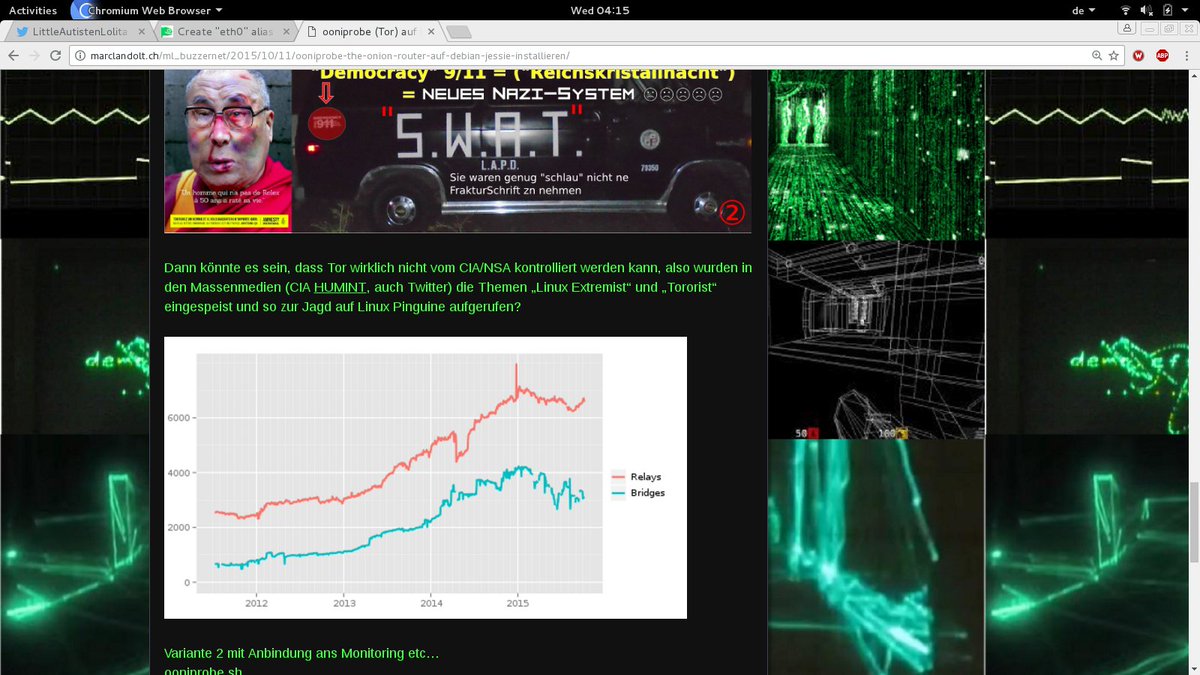 Activities
Chromium Web Browser
Wed 04:15
de
LittleAutistenLolita
Create "eth0" alias
ooniprobe (Tor) auf
marclandolt.ch/ml_buzzernet/2015/10/11/ooniprobe-the-onion-router-auf-debian-jessie-installieren/
W
ABP
"Democracy" 9/11 = ("Reichskristallnacht")
= NEUES NAZI-SYSTEM ☹☹☹☹☹
911
"S.W.A.T."
L.A.P.D.
79350
Sie waren genug "schlau" nicht ne
FrakturSchrift zn nehmen
2
Un homme qui n'a pas de Rolex
à 50 ans a raté sa vie.
Dann könnte es sein, dass Tor wirklich nicht vom CIA/NSA kontrolliert werden kann, also wurden in
den Massenmedien (CIA HUMINT, auch Twitter) die Themen „Linux Extremist“ und „Tororist“
eingespeist und so zur Jagd auf Linux Pinguine aufgerufen?
6000
4000
2000
0
2012
2013
2014
2015
Relays
Bridges
50
100
Variante 2 mit Anbindung ans Monitoring etc…
ooniprobe.sh